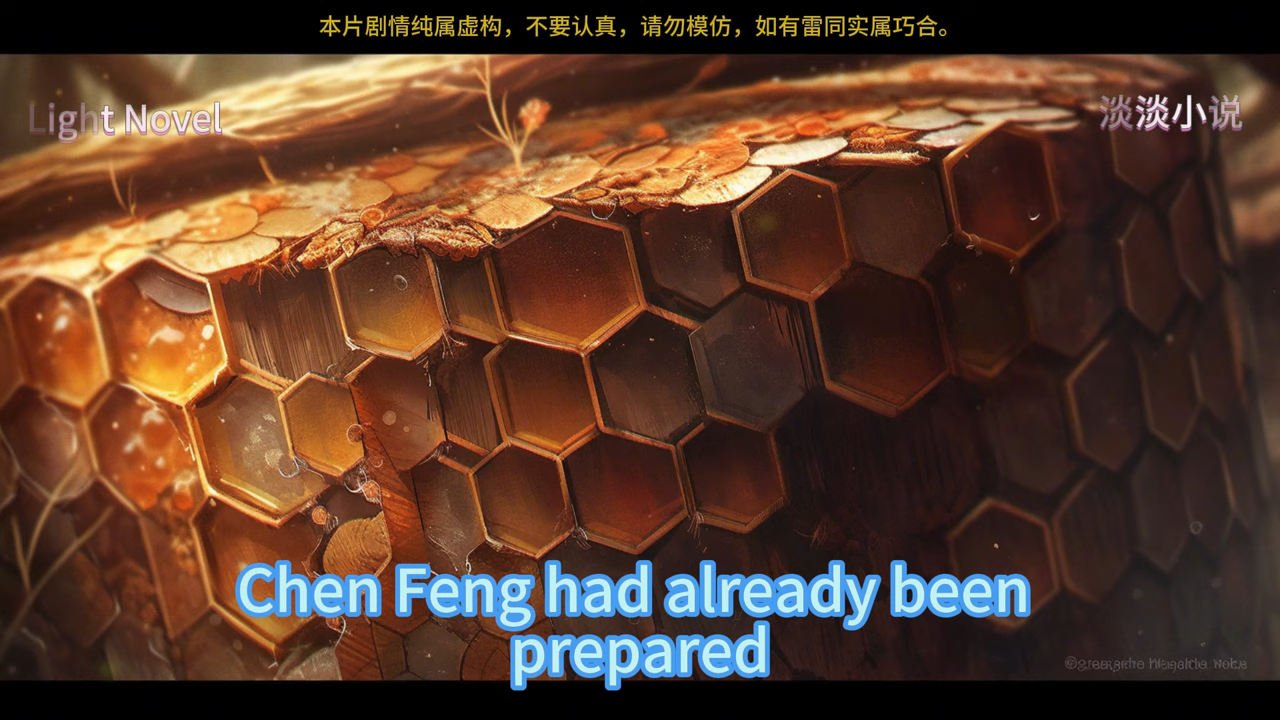 本片剧情纯属虚构，不要认真，请勿模仿，如有雷同实属巧合。
Light Novel
淡淡小说
Chen Feng had already been
prepared